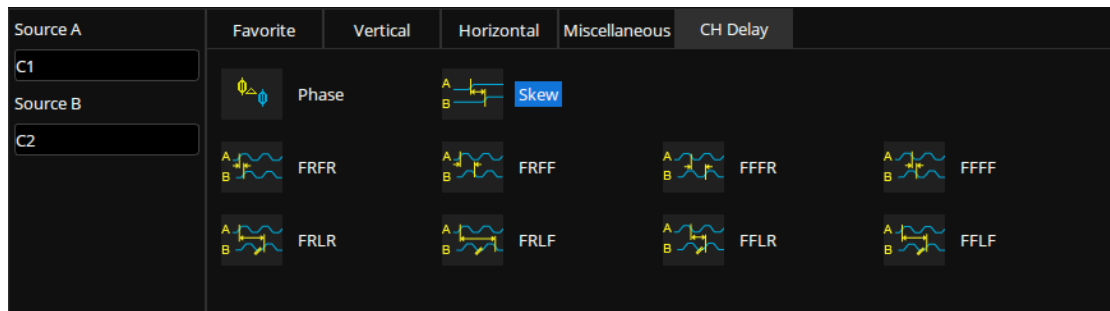 Source A
C1
Source B
C2
Favorite Vertical Horizontal Miscellaneous CH Delay
Φ Φ Phase
A B Skew
A B FRFR
A B FRFF
A B FFFR
A B FFFF
A B FRLR
A B FRLF
A B FFLR
A B FFLF